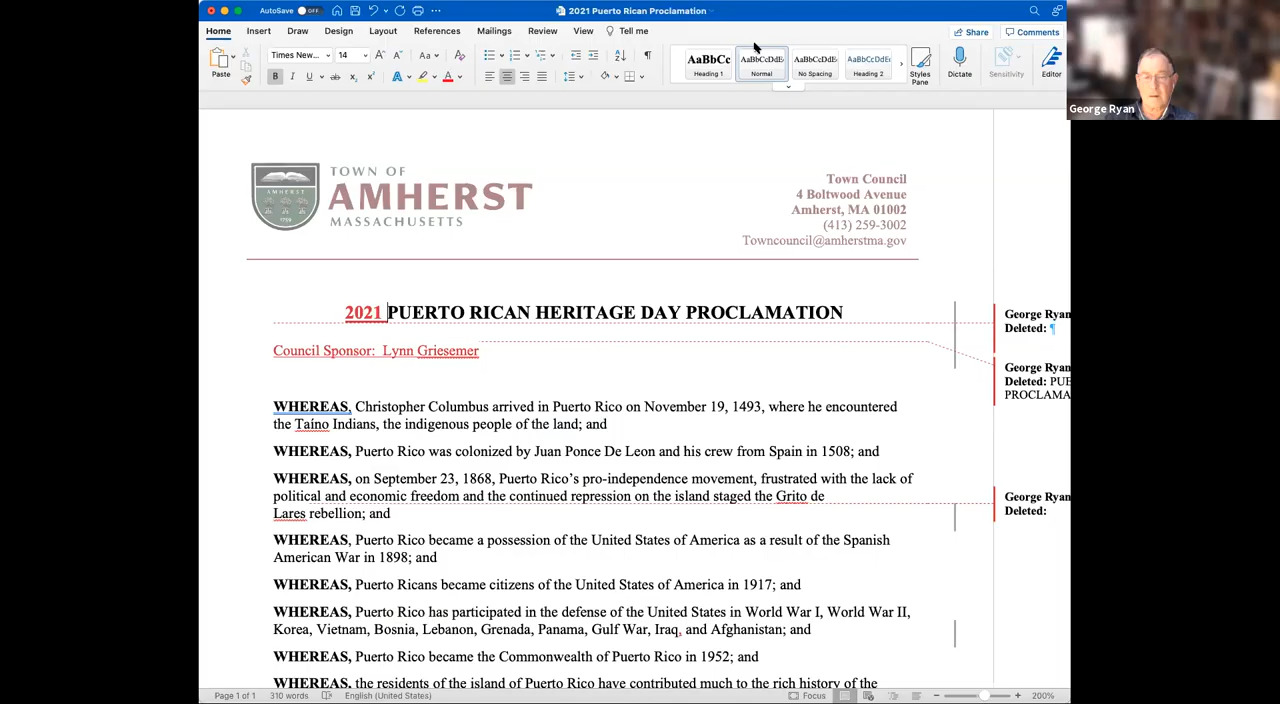 AutoSave OFF
2021 Puerto Rican Proclamation
Home Insert Draw Design Layout References Mailings Review View Tell me
Share Comments
Paste
Times New... 14
Aa
B I U ab x x
A A
AaBbCc AaBbCcDdE AaBbCcDdE AaBbCcDdE
Heading 1 Normal No Spacing Heading 2
Styles Pane
Dictate
Sensitivity
Editor
George Ryan
TOWN OF
AMHERST
MASSACHUSETTS
AMHERST
1759
Town Council
4 Boltwood Avenue
Amherst, MA 01002
(413) 259-3002
Towncouncil@amherstma.gov
2021 PUERTO RICAN HERITAGE DAY PROCLAMATION
Council Sponsor: Lynn Griesemer
WHEREAS, Christopher Columbus arrived in Puerto Rico on November 19, 1493, where he encountered
the Taíno Indians, the indigenous people of the land; and
WHEREAS, Puerto Rico was colonized by Juan Ponce De Leon and his crew from Spain in 1508; and
WHEREAS, on September 23, 1868, Puerto Rico's pro-independence movement, frustrated with the lack of
political and economic freedom and the continued repression on the island staged the Grito de
Lares rebellion; and
WHEREAS, Puerto Rico became a possession of the United States of America as a result of the Spanish
American War in 1898; and
WHEREAS, Puerto Ricans became citizens of the United States of America in 1917; and
WHEREAS, Puerto Rico has participated in the defense of the United States in World War I, World War II,
Korea, Vietnam, Bosnia, Lebanon, Grenada, Panama, Gulf War, Iraq, and Afghanistan; and
WHEREAS, Puerto Rico became the Commonwealth of Puerto Rico in 1952; and
WHEREAS, the residents of the island of Puerto Rico have contributed much to the rich history of the
George Ryan
Deleted: ¶
George Ryan
Deleted: PUE
PROCLAMA
George Ryan
Deleted:
Page 1 of 1 310 words English (United States) Focus 200%